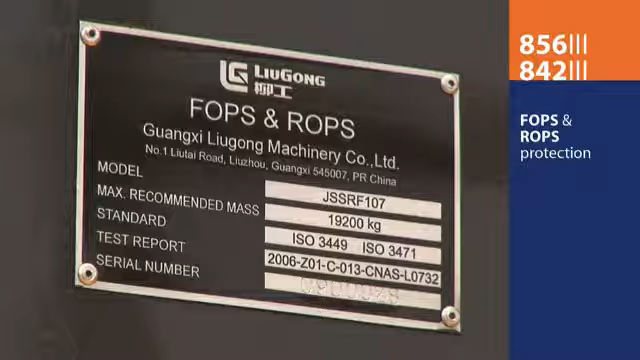 LIUGONG
柳工
FOPS & ROPS
Guangxi Liugong Machinery Co.,Ltd.
No.1 Liutai Road, Liuzhou, Guangxi 545007, PR China
MODEL JSSRF107
MAX. RECOMMENDED MASS 19200 kg
STANDARD ISO 3449 ISO 3471
TEST REPORT 2006-Z01-C-013-CNAS-L0732
SERIAL NUMBER
856III
842III
FOPS &
ROPS
protection